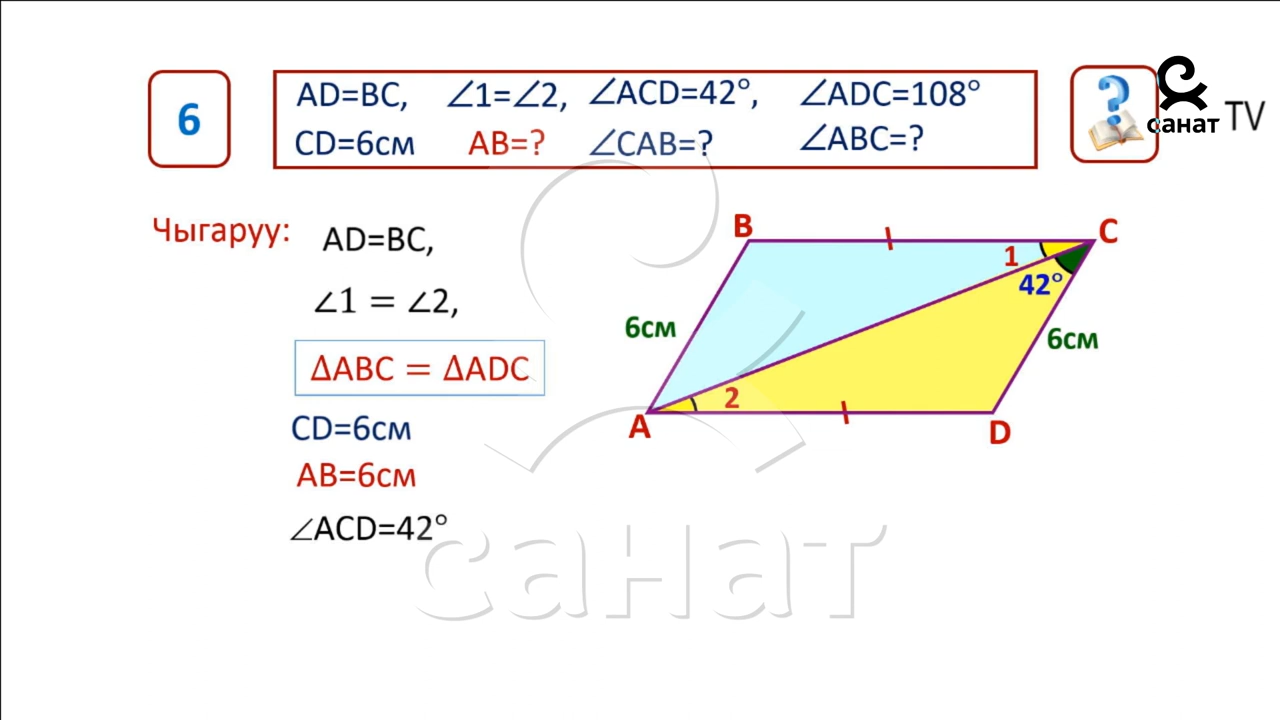 6
AD=BC, ∠1=∠2, ∠ACD=42°, ∠ADC=108°
CD=6см AB=? ∠CAB=? ∠ABC=?
?
санат TV
Чыгаруу:
AD=BC,
∠1 = ∠2,
ΔABC = ΔADC
CD=6см
AB=6см
∠ACD=42°
B
C
1
42°
6см
6см
2
A
D
санат